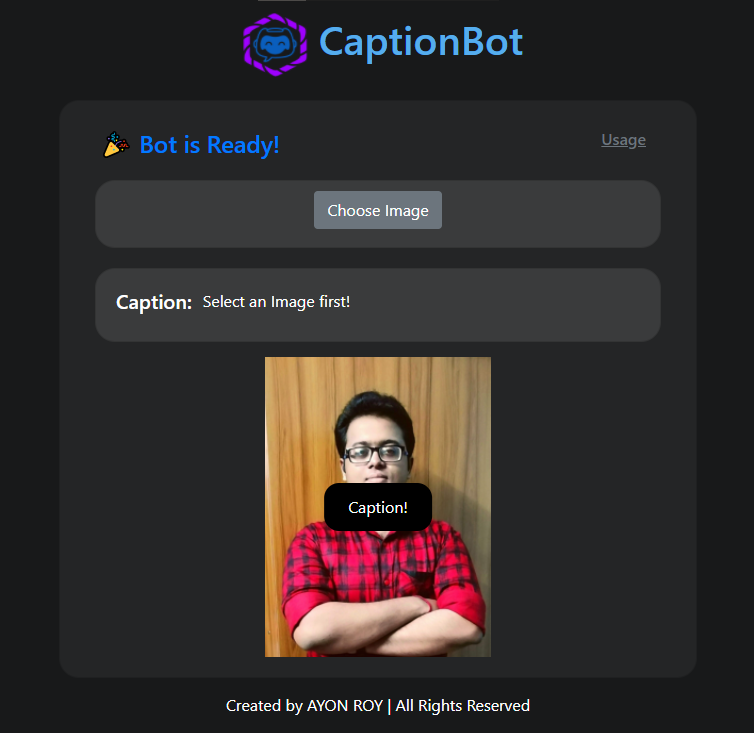 CaptionBot
Bot is Ready!
Usage
Choose Image
Caption: Select an Image first!
Caption!
Created by AYON ROY | All Rights Reserved